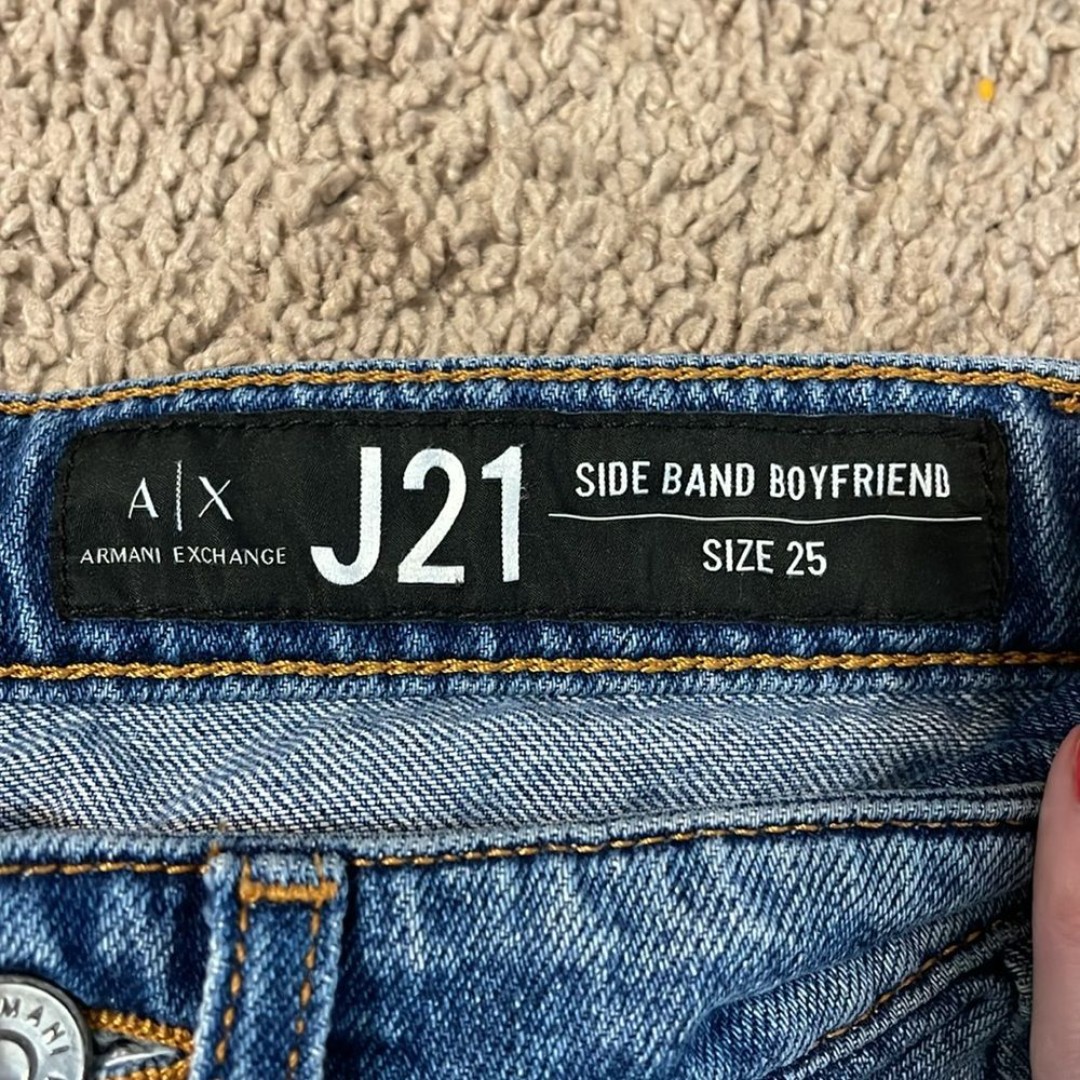 A|X
ARMANI EXCHANGE
J21
SIDE BAND BOYFRIEND
SIZE 25